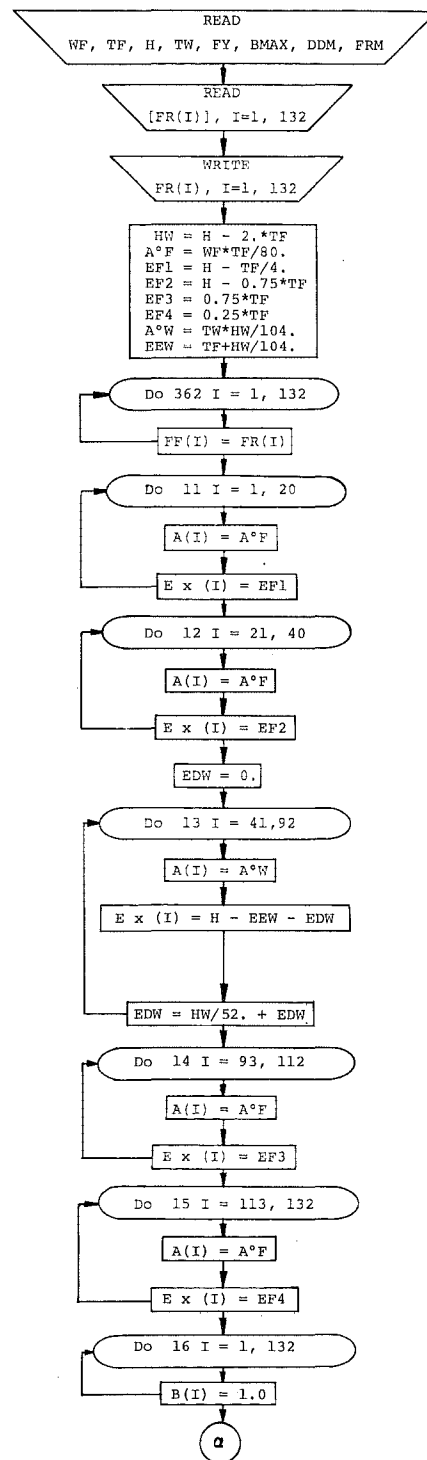 READ
WF, TF, H, TW, FY, BMAX, DDM, FRM
READ
[FR(I)], I=1, 132
WRITE
FR(I), I=1, 132
HW = H - 2.*TF
A°F = WF*TF/80.
EF1 = H - TF/4.
EF2 = H - 0.75*TF
EF3 = 0.75*TF
EF4 = 0.25*TF
A°W = TW*HW/104.
EEW = TF+HW/104.
Do 362 I = 1, 132
FF(I) = FR(I)
Do 11 I = 1, 20
A(I) = A°F
E x (I) = EF1
Do 12 I = 21, 40
A(I) = A°F
E x (I) = EF2
EDW = 0.
Do 13 I = 41,92
A(I) = A°W
E x (I) = H - EEW - EDW
EDW = HW/52. + EDW
Do 14 I = 93, 112
A(I) = A°F
E x (I) = EF3
Do 15 I = 113, 132
A(I) = A°F
E x (I) = EF4
Do 16 I = 1, 132
B(I) = 1.0
α